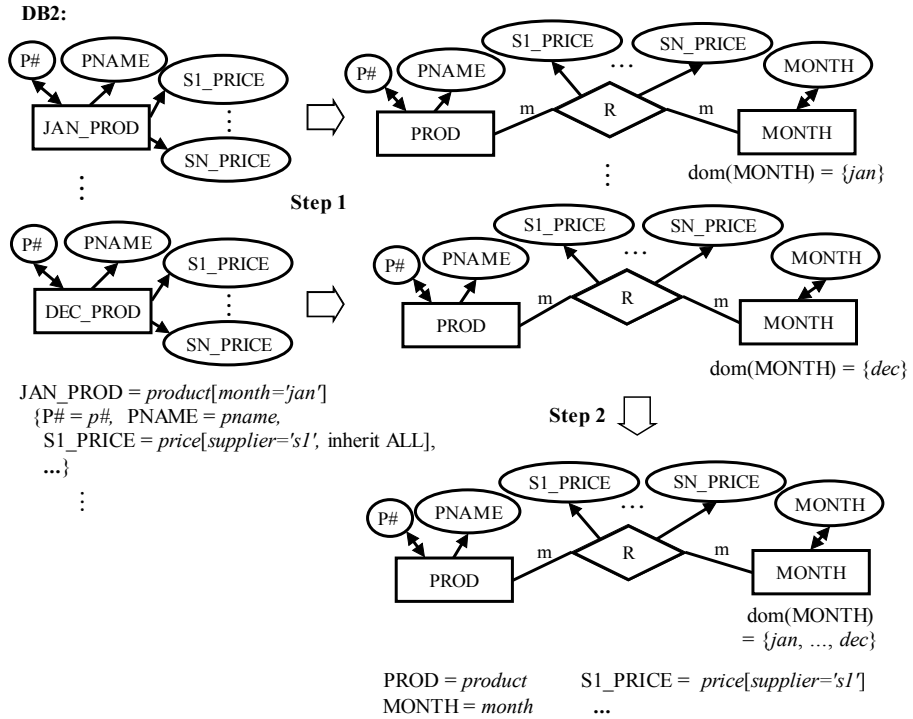 DB2:
P#
PNAME
S1_PRICE
⋮
SN_PRICE
JAN_PROD
P#
PNAME
S1_PRICE
...
SN_PRICE
MONTH
PROD
m
R
m
MONTH
dom(MONTH) = {jan}
⋮
Step 1
⋮
P#
PNAME
S1_PRICE
⋮
SN_PRICE
DEC_PROD
P#
PNAME
S1_PRICE
...
SN_PRICE
MONTH
PROD
m
R
m
MONTH
dom(MONTH) = {dec}
JAN_PROD = product[month='jan']
{P# = p#, PNAME = pname,
S1_PRICE = price[supplier='s1', inherit ALL],
...}
⋮
Step 2
P#
PNAME
S1_PRICE
...
SN_PRICE
MONTH
PROD
m
R
m
MONTH
dom(MONTH)
= {jan, ..., dec}
PROD = product S1_PRICE = price[supplier='s1']
MONTH = month ...